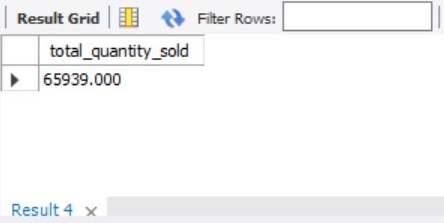 Result Grid Filter Rows:
total_quantity_sold
65939.000
Result 4 ×